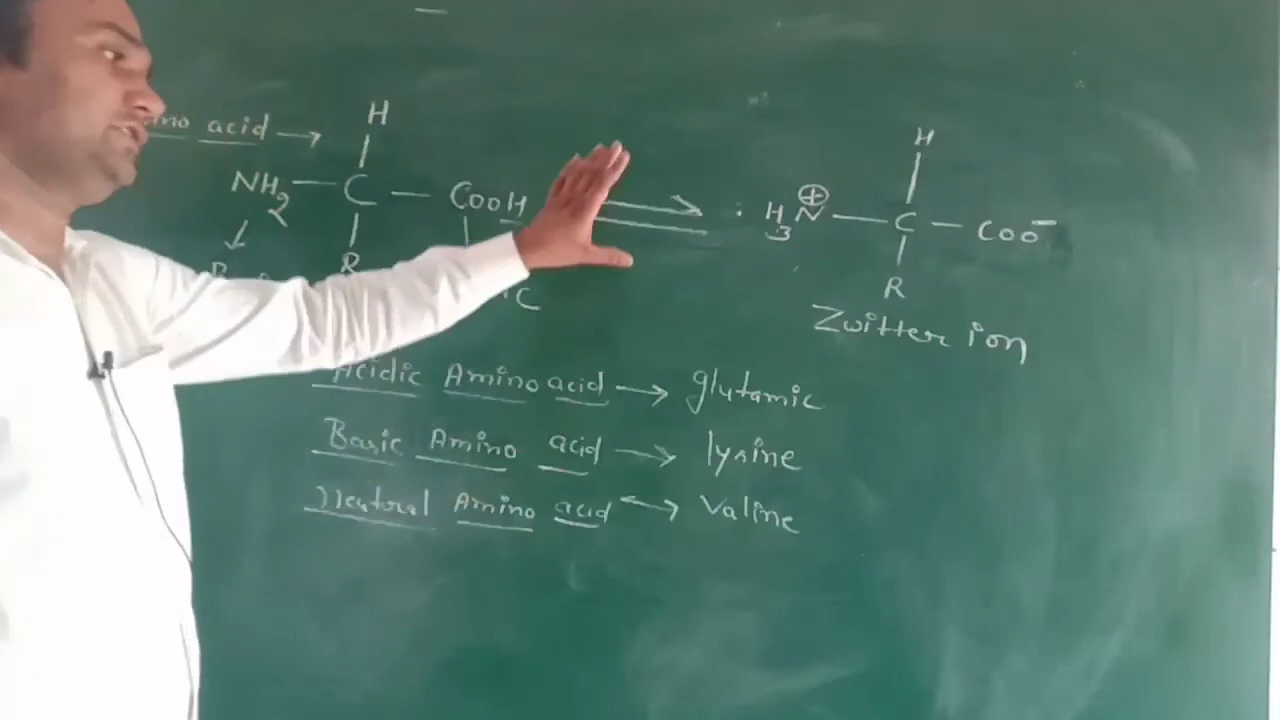 acid →
H
NH2 — C — COOH
R
H
H3N⊕ — C — COO−
R
Zwitter ion
Acidic Amino acid → glutamic
Basic Amino acid → lysine
Neutral Amino acid ↔ Valine